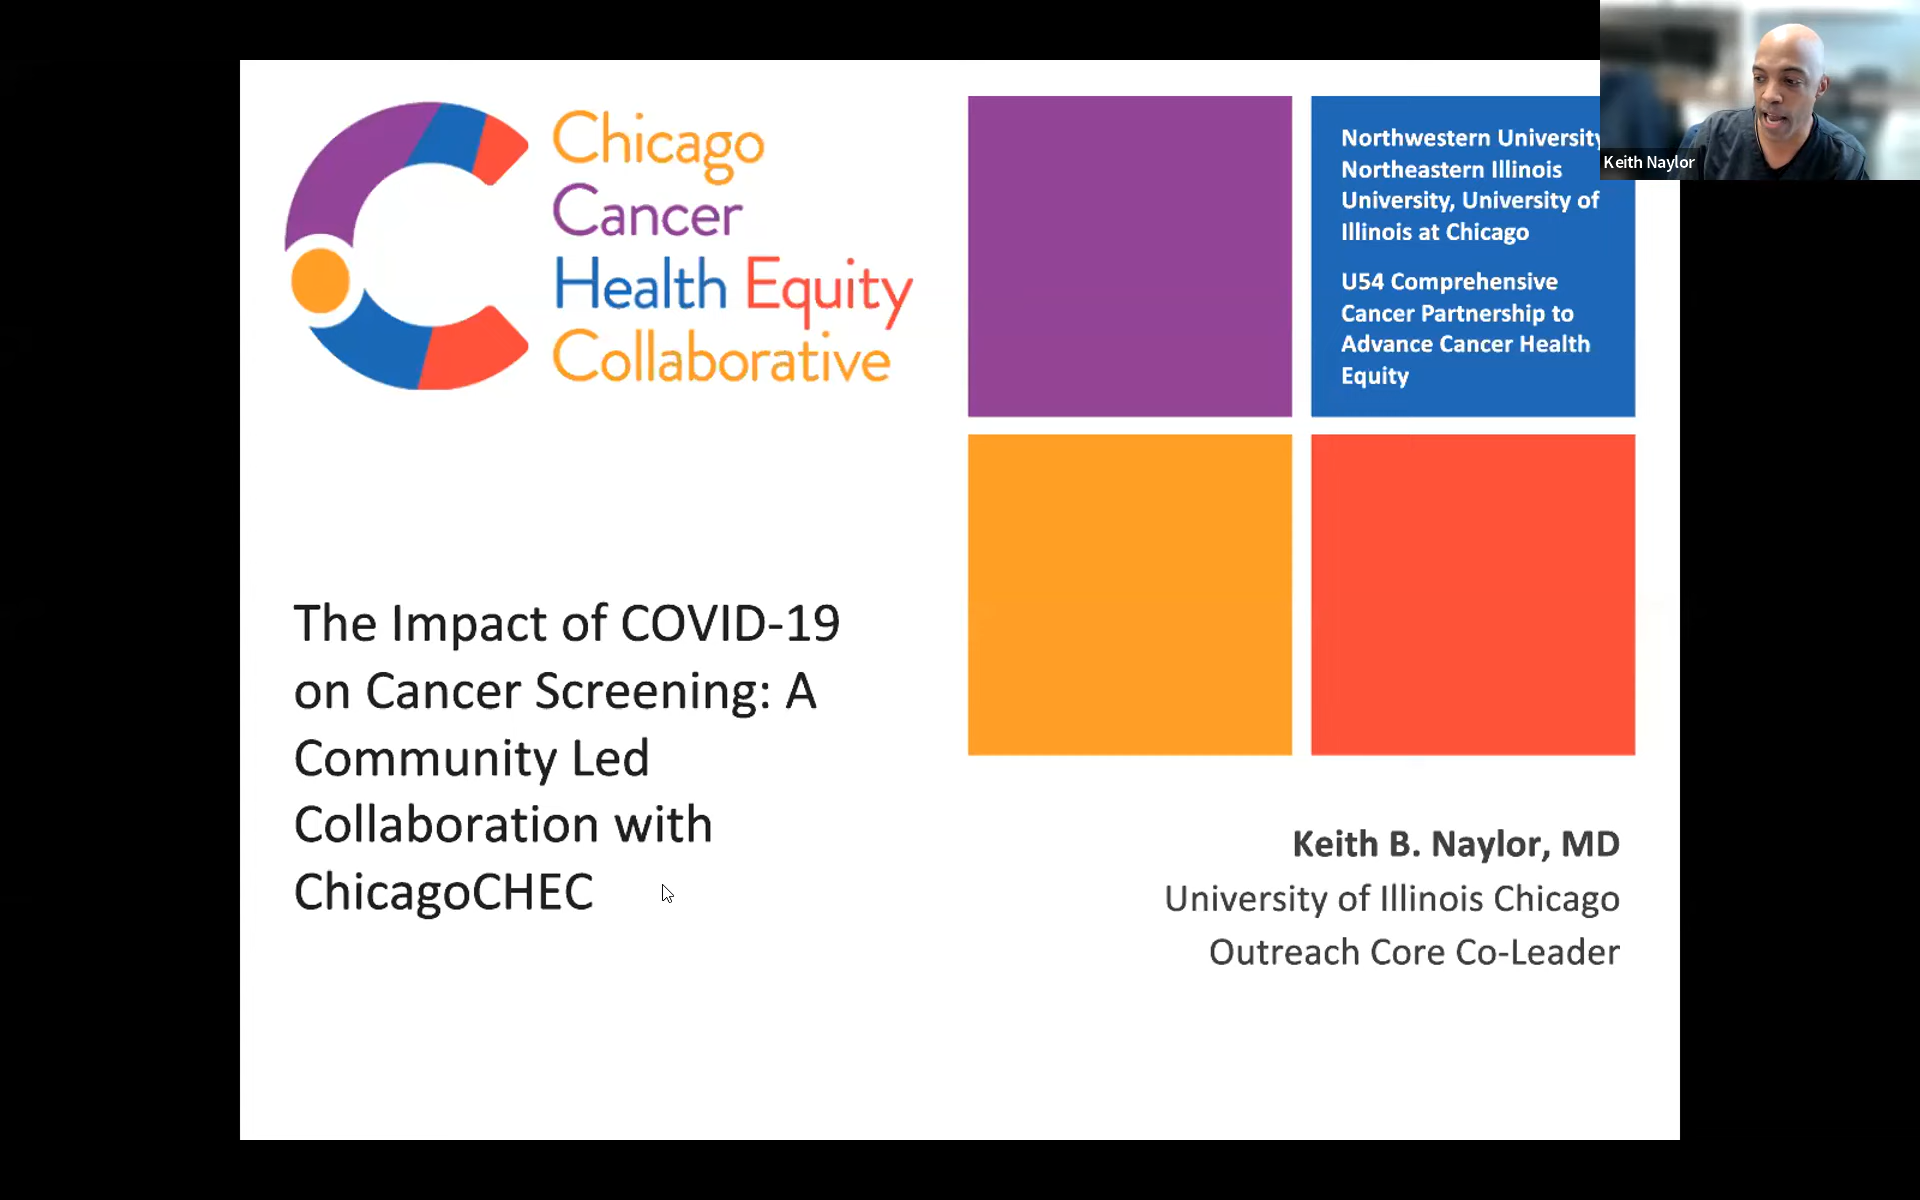 Chicago
Cancer
Health Equity
Collaborative
Northwestern University
Northeastern Illinois
University, University of
Illinois at Chicago
U54 Comprehensive
Cancer Partnership to
Advance Cancer Health
Equity
Keith Naylor
The Impact of COVID-19
on Cancer Screening: A
Community Led
Collaboration with
ChicagoCHEC
Keith B. Naylor, MD
University of Illinois Chicago
Outreach Core Co-Leader